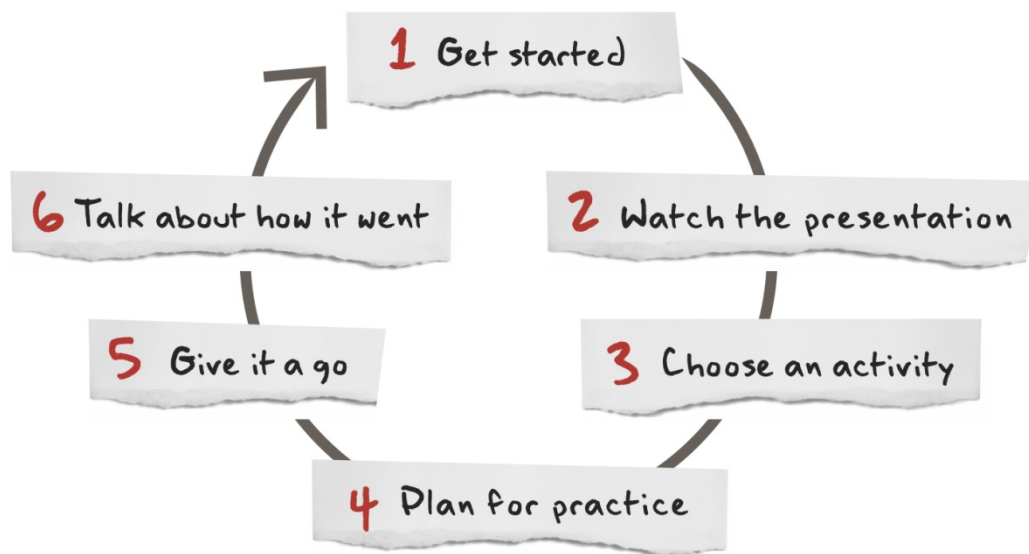 1 Get started
2 Watch the presentation
3 Choose an activity
4 Plan for practice
5 Give it a go
6 Talk about how it went